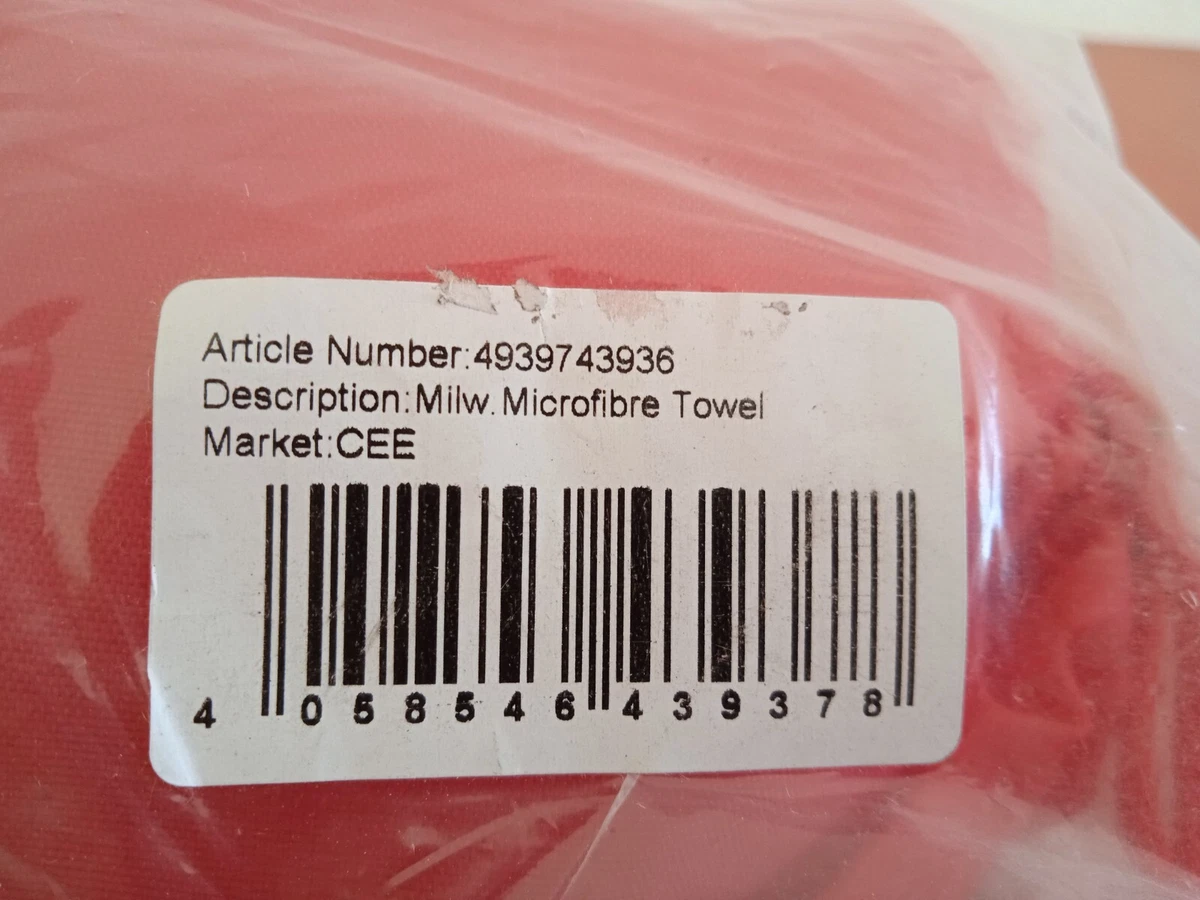 Article Number:4939743936
Description:Milw. Microfibre Towel
Market:CEE
4 058546 439378